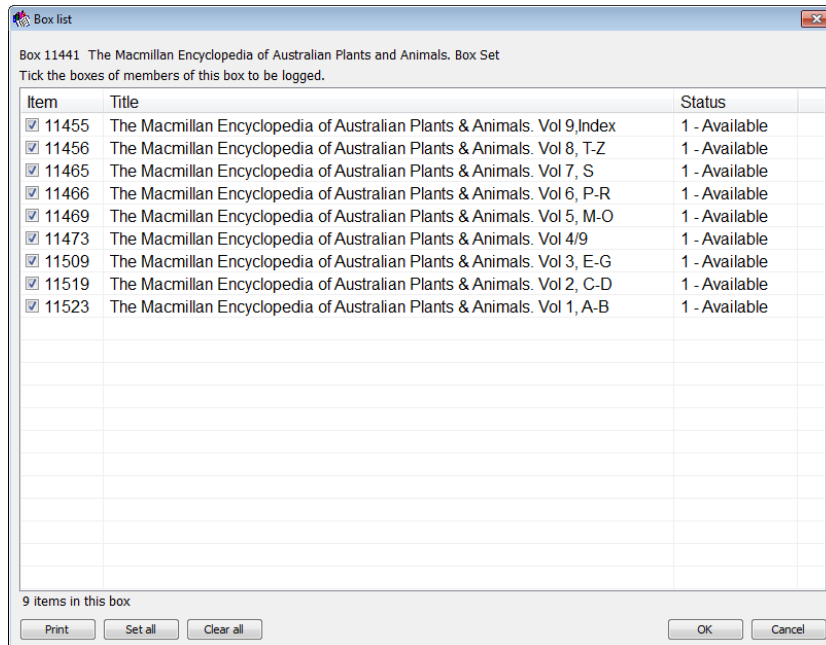 Box list
Box 11441 The Macmillan Encyclopedia of Australian Plants and Animals. Box Set
Tick the boxes of members of this box to be logged.
Item Title Status
11455 The Macmillan Encyclopedia of Australian Plants & Animals. Vol 9,Index 1 - Available
11456 The Macmillan Encyclopedia of Australian Plants & Animals. Vol 8, T-Z 1 - Available
11465 The Macmillan Encyclopedia of Australian Plants & Animals. Vol 7, S 1 - Available
11466 The Macmillan Encyclopedia of Australian Plants & Animals. Vol 6, P-R 1 - Available
11469 The Macmillan Encyclopedia of Australian Plants & Animals. Vol 5, M-O 1 - Available
11473 The Macmillan Encyclopedia of Australian Plants & Animals. Vol 4/9 1 - Available
11509 The Macmillan Encyclopedia of Australian Plants & Animals. Vol 3, E-G 1 - Available
11519 The Macmillan Encyclopedia of Australian Plants & Animals. Vol 2, C-D 1 - Available
11523 The Macmillan Encyclopedia of Australian Plants & Animals. Vol 1, A-B 1 - Available
9 items in this box
Print Set all Clear all OK Cancel